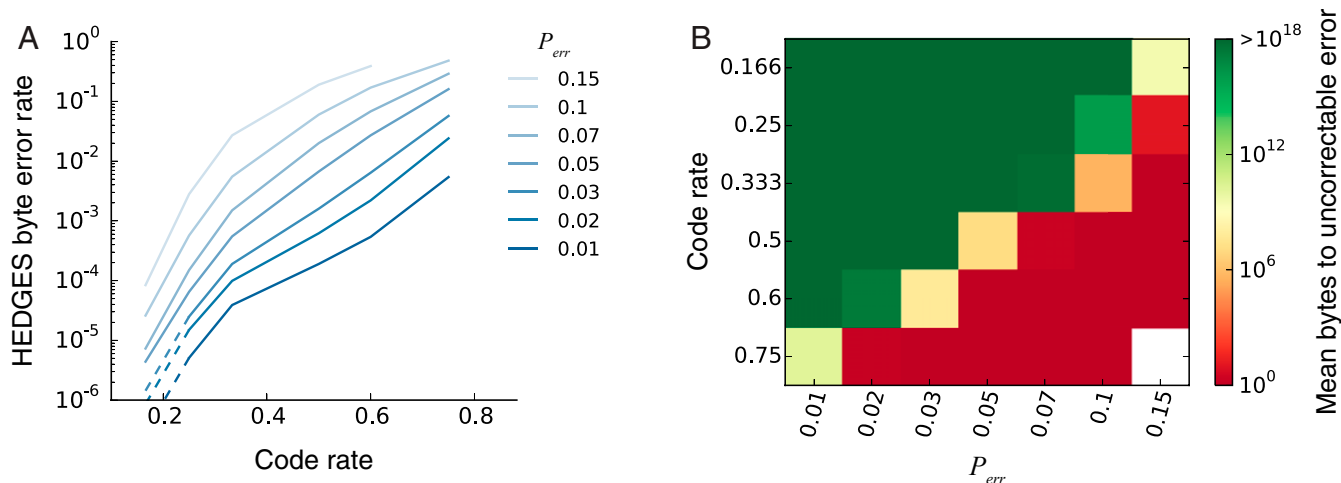 A
HEDGES byte error rate
10^0
10^-1
10^-2
10^-3
10^-4
10^-5
10^-6
0.2 0.4 0.6 0.8
Code rate
P_err
0.15
0.1
0.07
0.05
0.03
0.02
0.01
B
Code rate
0.166
0.25
0.333
0.5
0.6
0.75
0.01 0.02 0.03 0.05 0.07 0.1 0.15
P_err
>10^18
10^12
10^6
10^0
Mean bytes to uncorrectable error